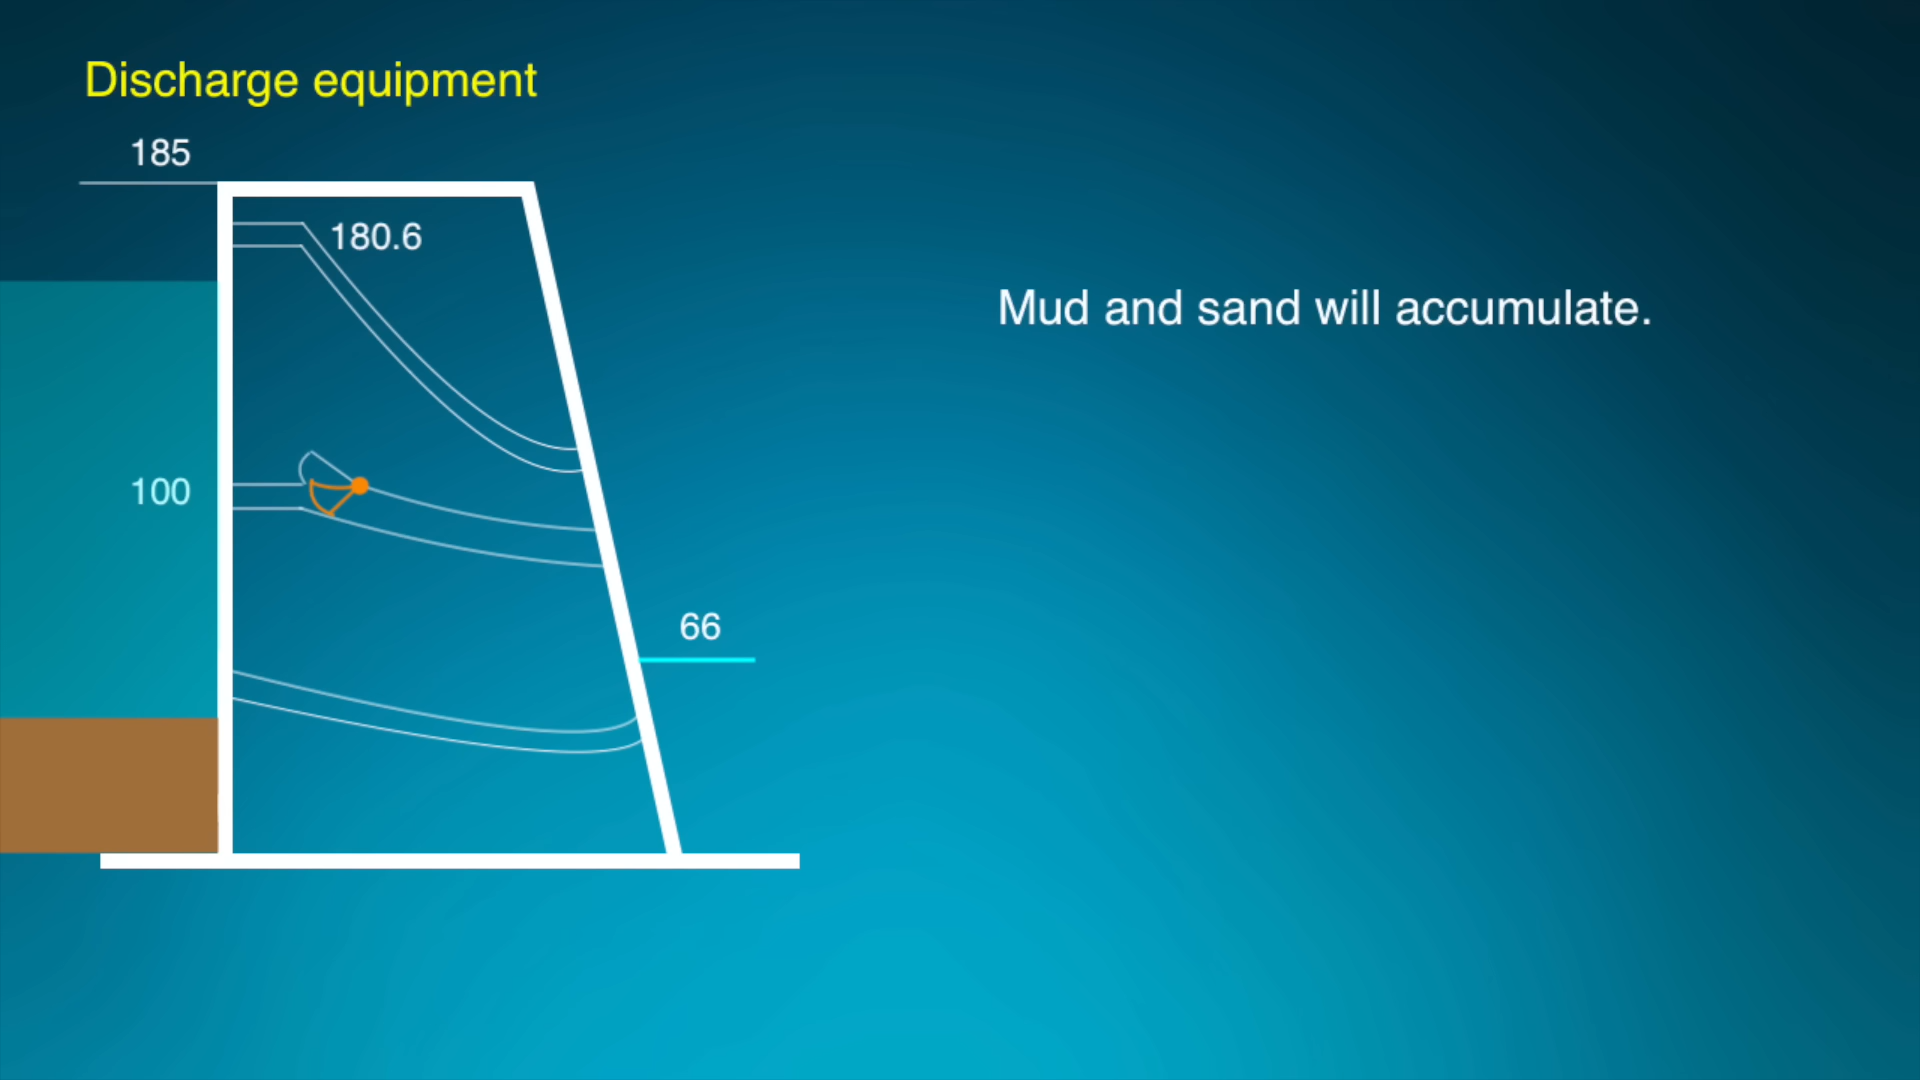 Discharge equipment
185
180.6
Mud and sand will accumulate.
100
66